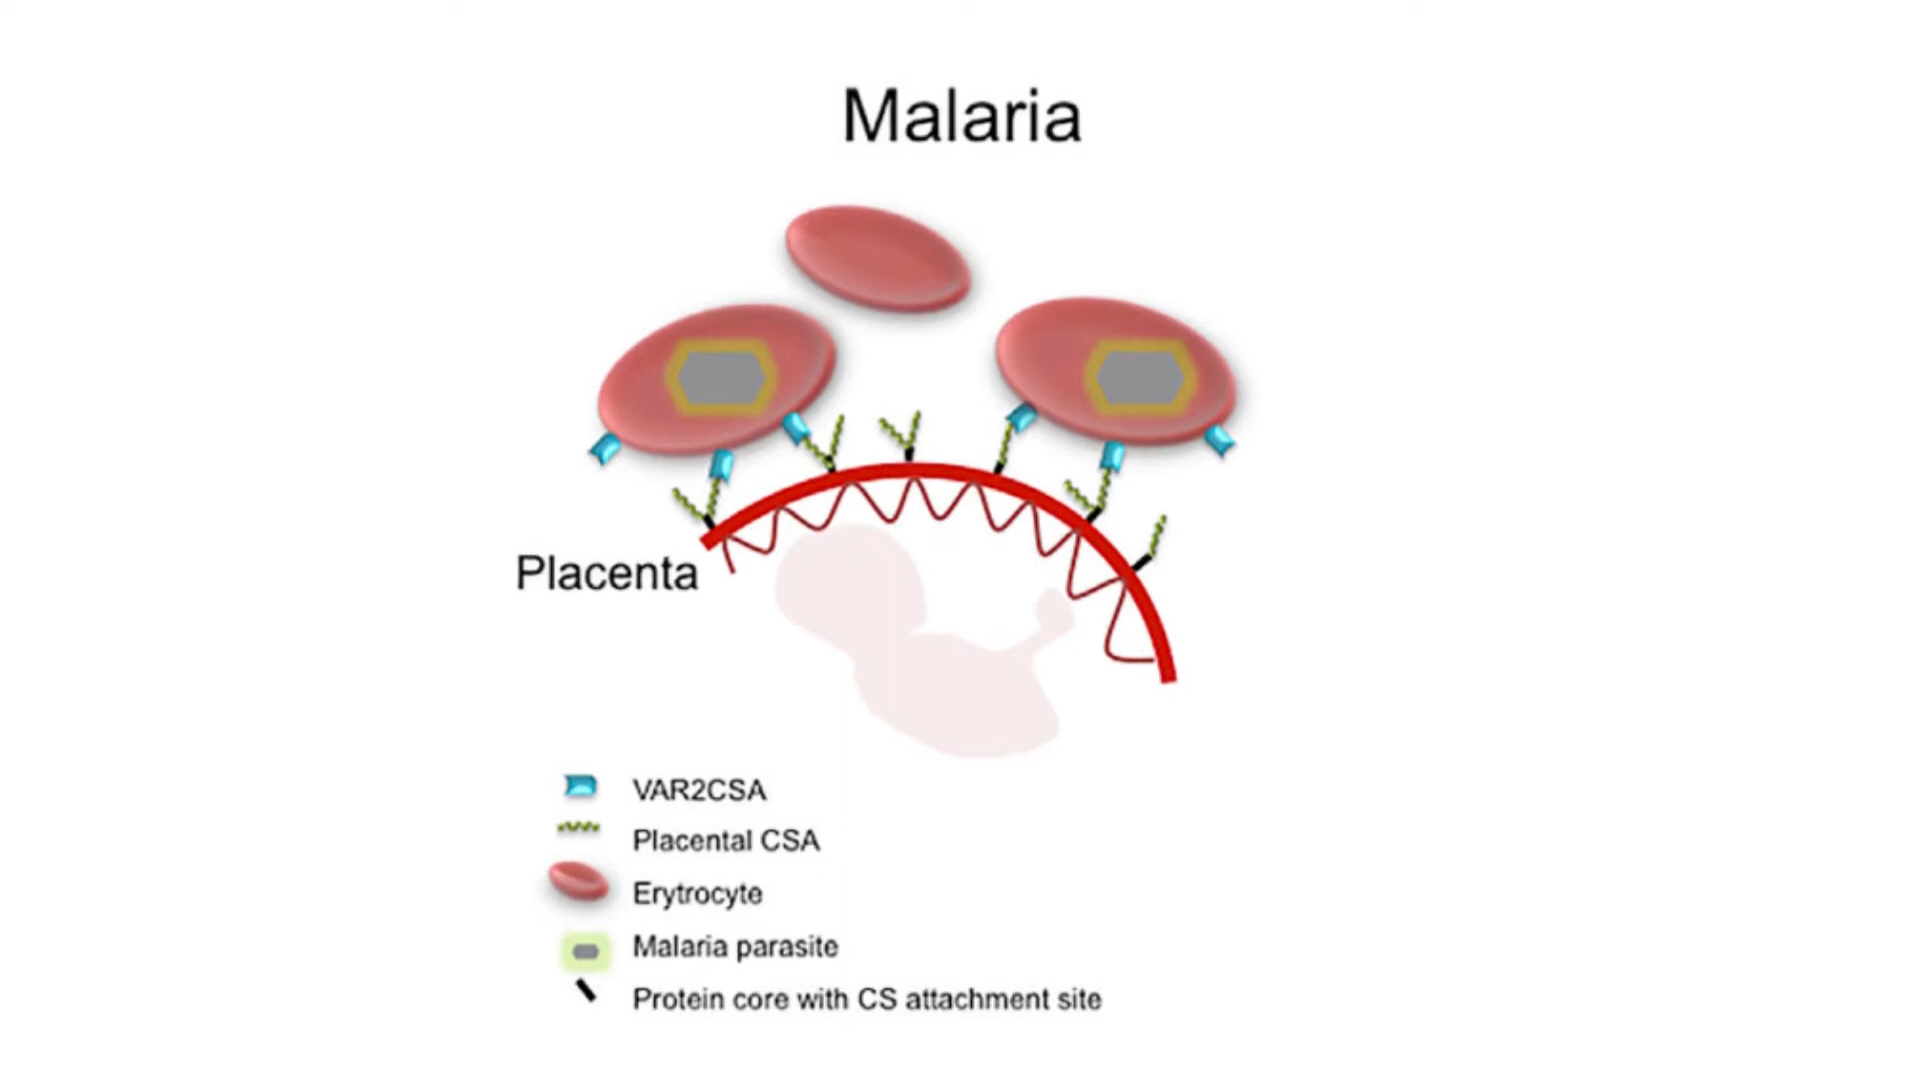 Malaria
Placenta
VAR2CSA
Placental CSA
Erytrocyte
Malaria parasite
Protein core with CS attachment site